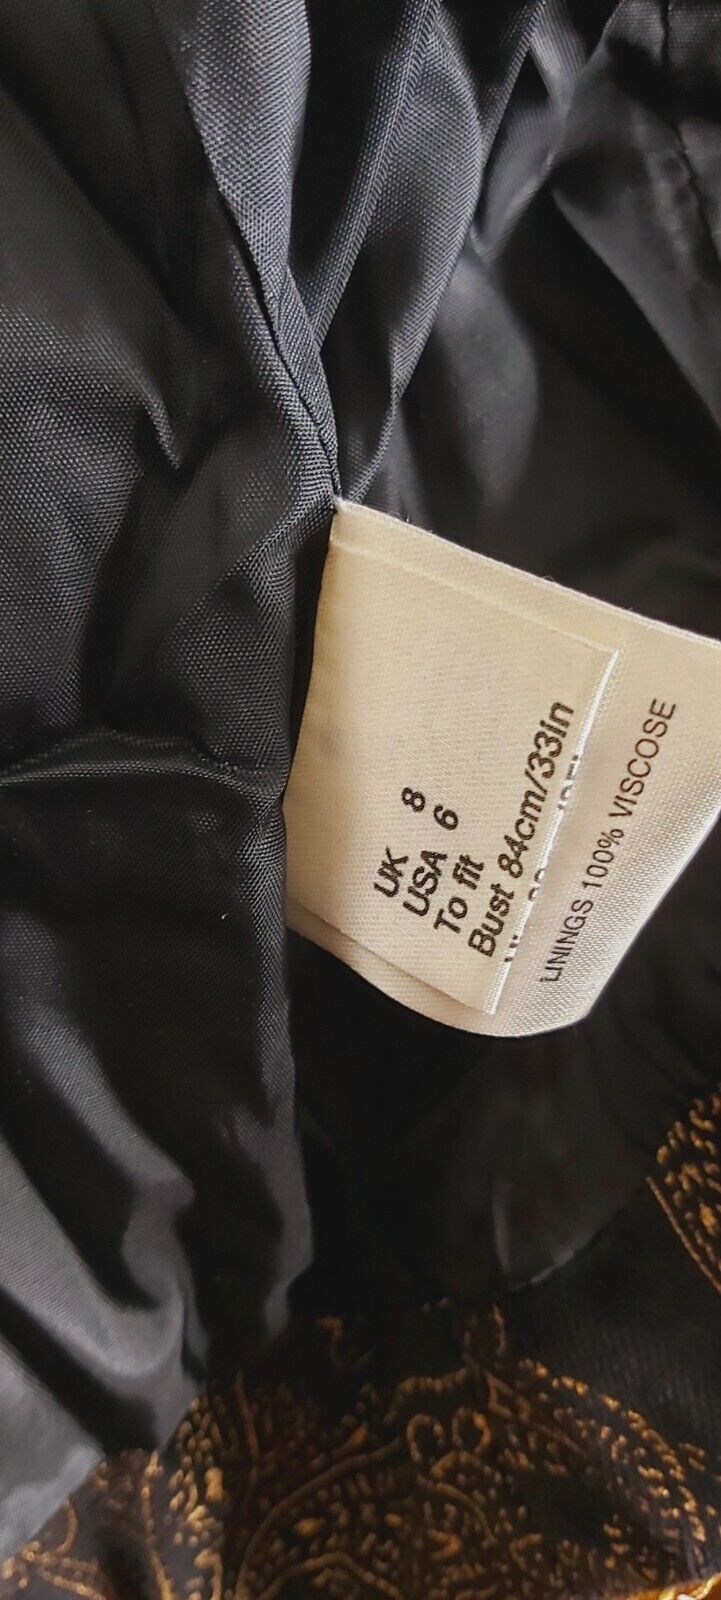 UK 8
USA 6
To fit
Bust 84cm/33in
LININGS 100% VISCOSE